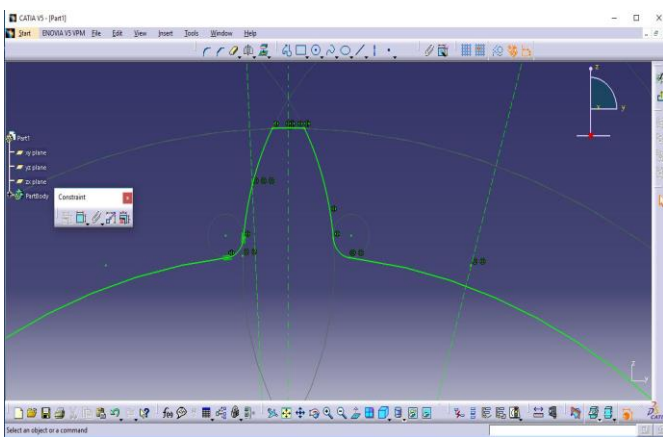 CATIA V5 - [Part1]
Start ENOVIA V5 VPM File Edit View Insert Tools Window Help
Part1
xy plane
yz plane
zx plane
PartBody
Constraint
z
x y
Select an object or a command